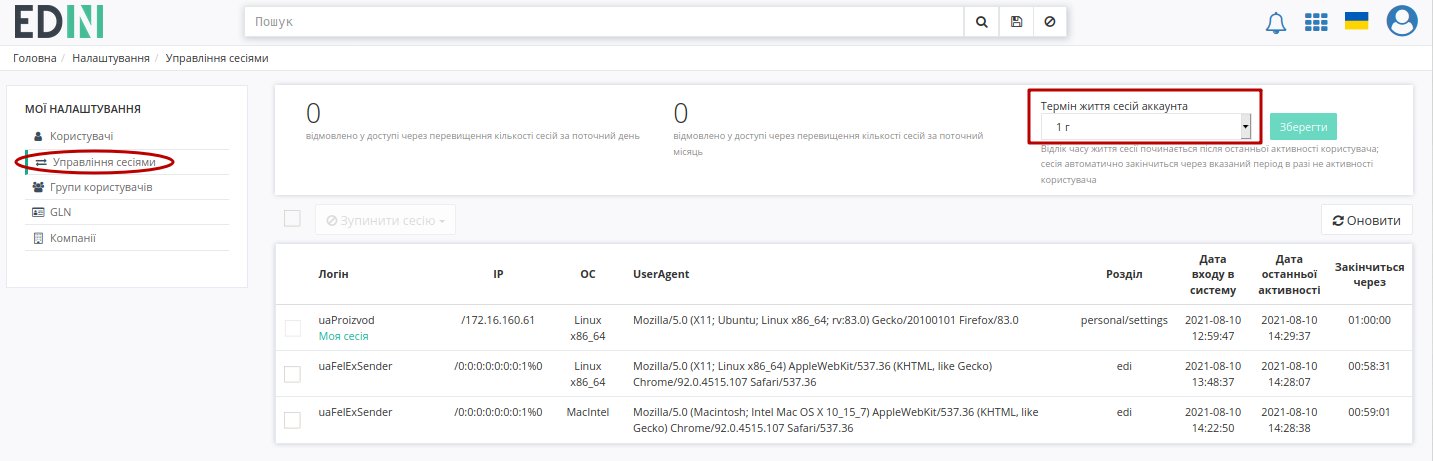 EDIN
Пошук
Головна / Налаштування / Управління сесіями
МОЇ НАЛАШТУВАННЯ
Користувачі
Управління сесіями
Групи користувачів
GLN
Компанії
0
відмовлено у доступі через перевищення кількості сесій за поточний день
0
відмовлено у доступі через перевищення кількості сесій за поточний
місяць
Термін життя сесій аккаунта
1 г
Зберегти
Відлік часу життя сесії починається після останньої активності користувача;
сесія автоматично закінчиться через вказаний період в разі не активності
користувача
Зупинити сесію
Оновити
Логін IP ОС UserAgent Розділ Дата входу в систему Дата останньої активності Закінчиться через
uaProizvod /172.16.160.61 Linux Mozilla/5.0 (X11; Ubuntu; Linux x86_64; rv:83.0) Gecko/20100101 Firefox/83.0 personal/settings 2021-08-10 2021-08-10 01:00:00
Моя сесія x86_64 12:59:47 14:29:37
uaFelExSender /0:0:0:0:0:0:0:1%0 Linux Mozilla/5.0 (X11; Linux x86_64) AppleWebKit/537.36 (KHTML, like Gecko) edi 2021-08-10 2021-08-10 00:58:31
x86_64 Chrome/92.0.4515.107 Safari/537.36 13:48:37 14:28:07
uaFelExSender /0:0:0:0:0:0:0:1%0 MacIntel Mozilla/5.0 (Macintosh; Intel Mac OS X 10_15_7) AppleWebKit/537.36 (KHTML, like edi 2021-08-10 2021-08-10 00:59:01
Gecko) Chrome/92.0.4515.107 Safari/537.36 14:22:50 14:28:38